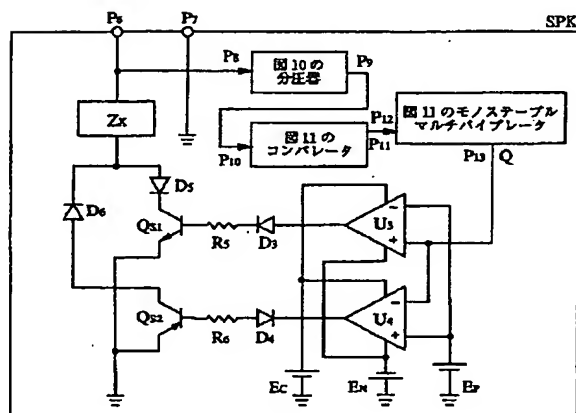 P6
P7
SPK
P8
図10の
分圧器
P9
図11のモノステーブル
マルチバイブレータ
P12
P11
P10
図11の
コンパレータ
Zx
P13
Q
D5
D6
QS1
R5
D3
U3
−
+
QS2
R6
D4
U4
−
+
EC
EN
EP